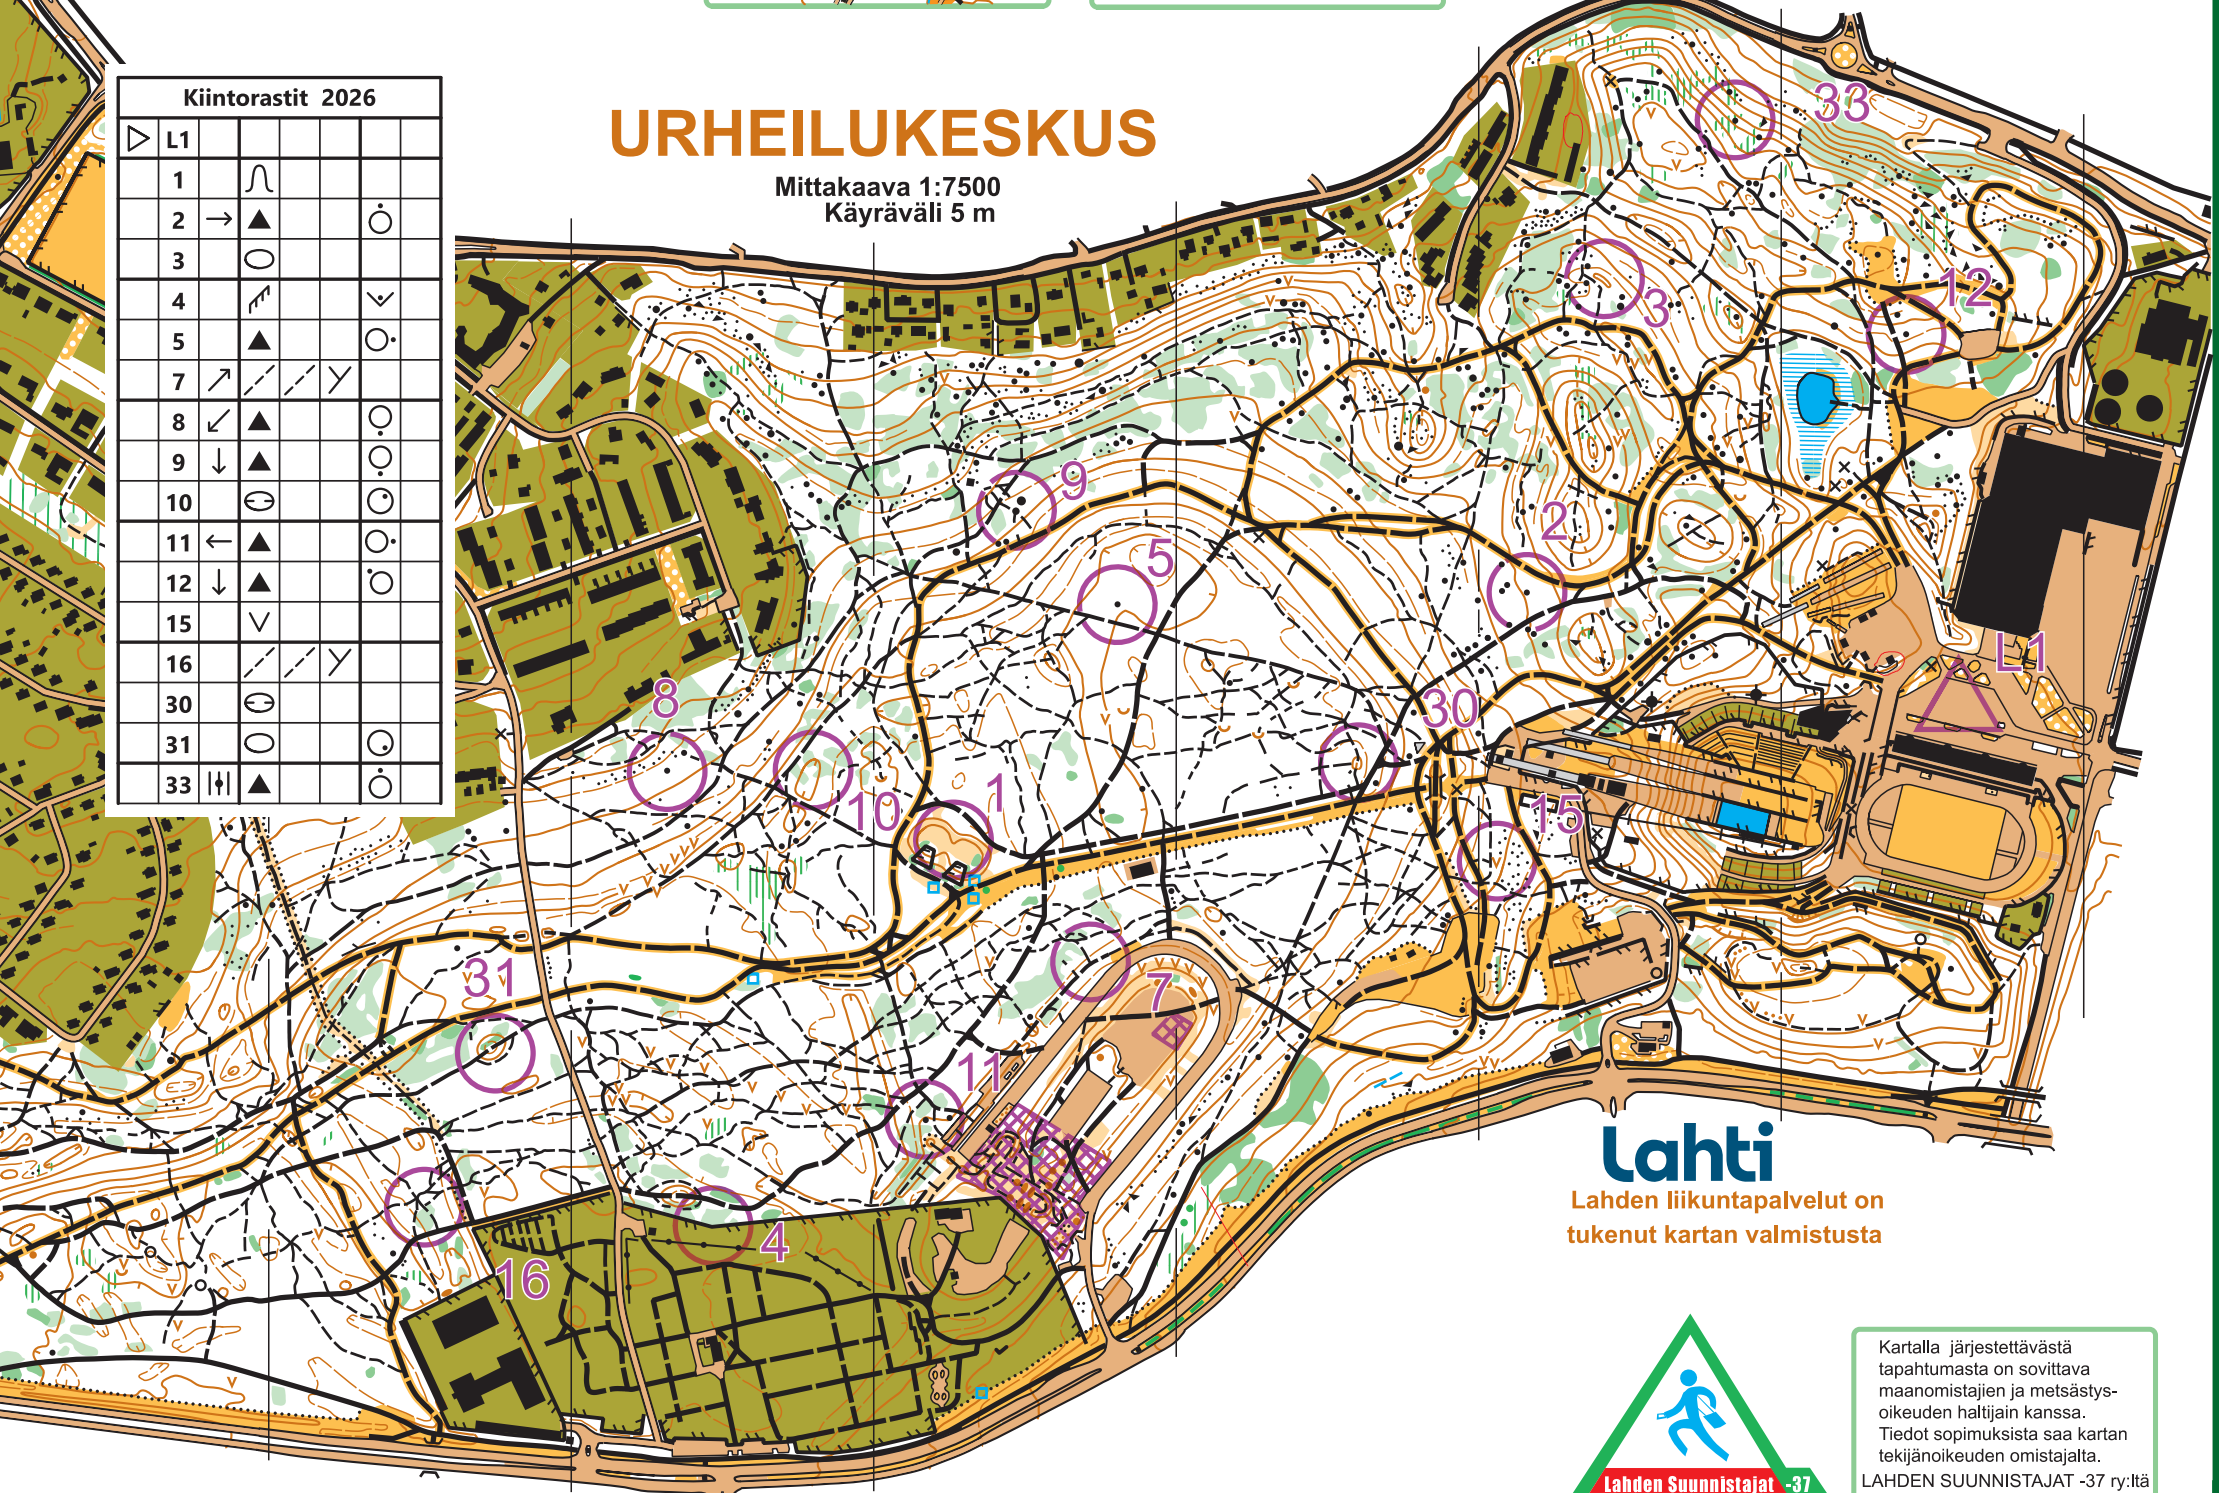 Kiintorastit 2026
L1
1
2
3
4
5
7
8
9
10
11
12
15
16
30
31
33
URHEILUKESKUS
Mittakaava 1:7500
Käyräväli 5 m
33
12
3
9
2
5
L1
8
30
10
1
15
31
7
11
4
16
Lahti
Lahden liikuntapalvelut on
tukenut kartan valmistusta
Lahden Suunnistajat -37
Kartalla järjestettävästä
tapahtumasta on sovittava
maanomistajien ja metsästys-
oikeuden haltijain kanssa.
Tiedot sopimuksista saa kartan
tekijänoikeuden omistajalta.
LAHDEN SUUNNISTAJAT -37 ry:ltä